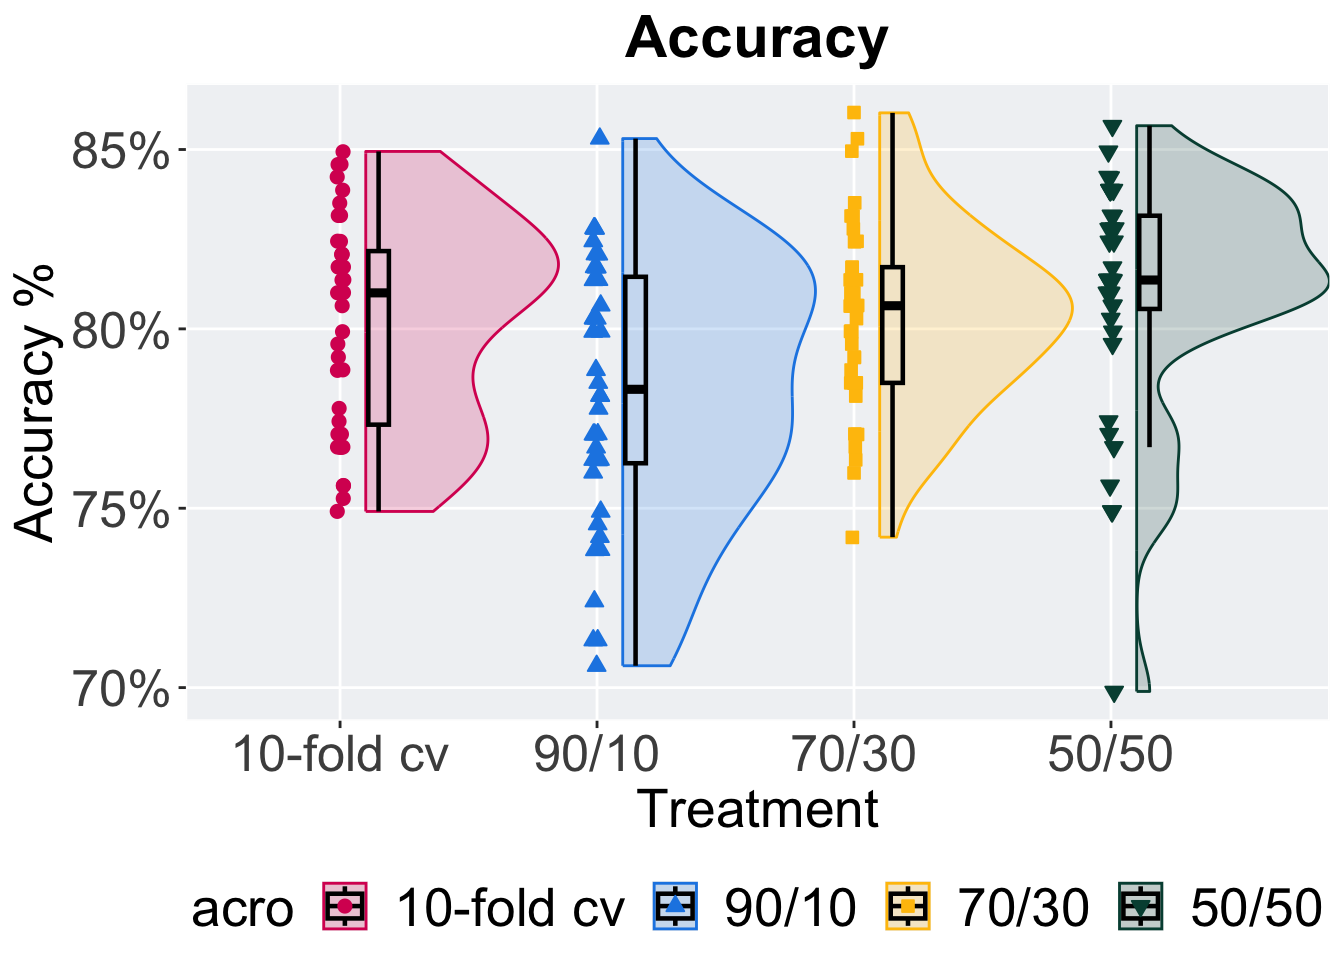 Accuracy
Accuracy %
85%
80%
75%
70%
10-fold cv 90/10 70/30 50/50
Treatment
acro 10-fold cv 90/10 70/30 50/50